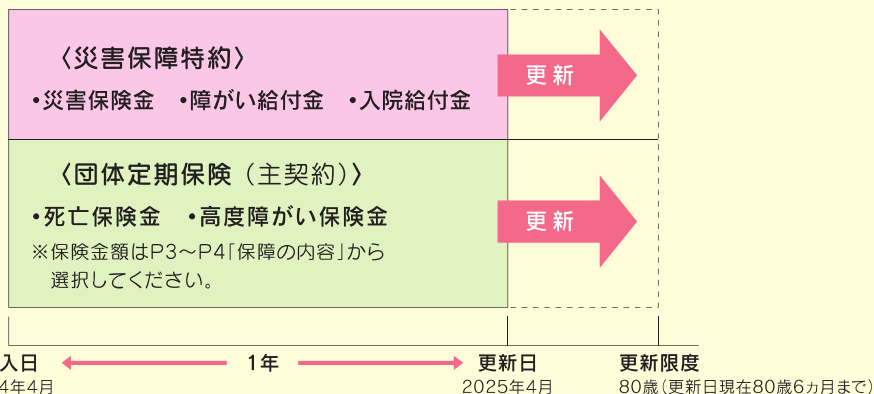 〈災害保障特約〉
・災害保険金 ・障がい給付金 ・入院給付金
更新
〈団体定期保険（主契約）〉
・死亡保険金 ・高度障がい保険金
※保険金額はP3～P4「保障の内容」から
選択してください。
更新
入日 1年 更新日 更新限度
4年4月 2025年4月 80歳（更新日現在80歳6ヵ月まで）